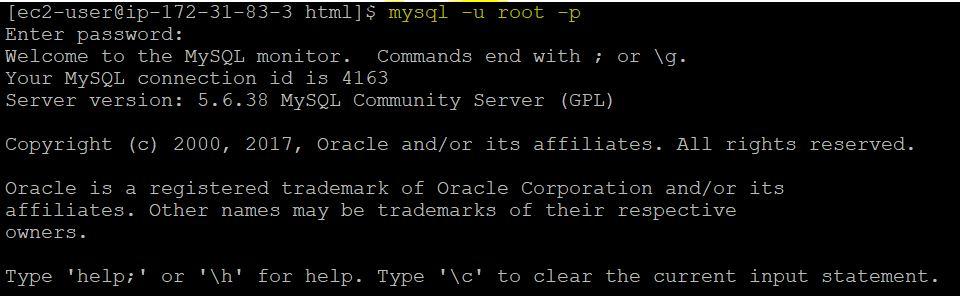 [ec2-user@ip-172-31-83-3 html]$ mysql -u root -p
Enter password:
Welcome to the MySQL monitor.  Commands end with ; or \g.
Your MySQL connection id is 4163
Server version: 5.6.38 MySQL Community Server (GPL)
Copyright (c) 2000, 2017, Oracle and/or its affiliates. All rights reserved.
Oracle is a registered trademark of Oracle Corporation and/or its
affiliates. Other names may be trademarks of their respective
owners.
Type 'help;' or '\h' for help. Type '\c' to clear the current input statement.